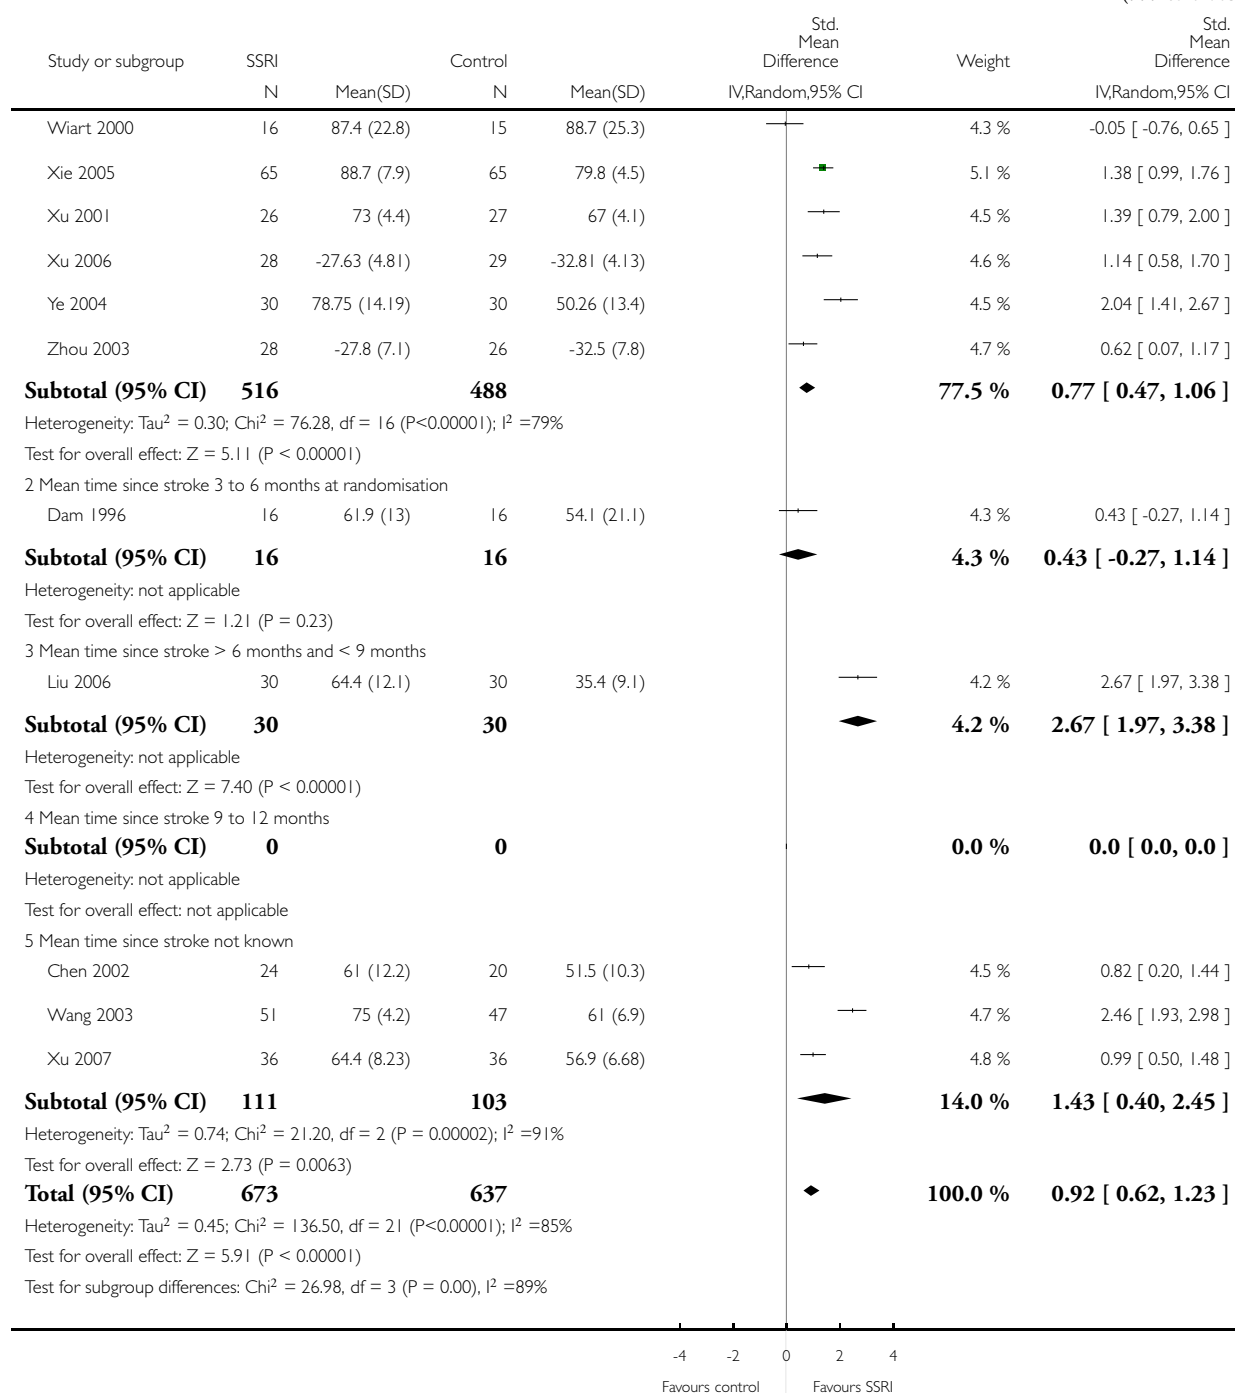 Std. Std.
Mean Mean
Study or subgroup SSRI Control Difference Weight Difference
N Mean(SD) N Mean(SD) IV,Random,95% CI IV,Random,95% CI
Wiart 2000 16 87.4 (22.8) 15 88.7 (25.3) 4.3 % -0.05 [ -0.76, 0.65 ]
Xie 2005 65 88.7 (7.9) 65 79.8 (4.5) 5.1 % 1.38 [ 0.99, 1.76 ]
Xu 2001 26 73 (4.4) 27 67 (4.1) 4.5 % 1.39 [ 0.79, 2.00 ]
Xu 2006 28 -27.63 (4.81) 29 -32.81 (4.13) 4.6 % 1.14 [ 0.58, 1.70 ]
Ye 2004 30 78.75 (14.19) 30 50.26 (13.4) 4.5 % 2.04 [ 1.41, 2.67 ]
Zhou 2003 28 -27.8 (7.1) 26 -32.5 (7.8) 4.7 % 0.62 [ 0.07, 1.17 ]
Subtotal (95% CI) 516 488 77.5 % 0.77 [ 0.47, 1.06 ]
Heterogeneity: Tau² = 0.30; Chi² = 76.28, df = 16 (P<0.00001); I² =79%
Test for overall effect: Z = 5.11 (P < 0.00001)
2 Mean time since stroke 3 to 6 months at randomisation
Dam 1996 16 61.9 (13) 16 54.1 (21.1) 4.3 % 0.43 [ -0.27, 1.14 ]
Subtotal (95% CI) 16 16 4.3 % 0.43 [ -0.27, 1.14 ]
Heterogeneity: not applicable
Test for overall effect: Z = 1.21 (P = 0.23)
3 Mean time since stroke > 6 months and < 9 months
Liu 2006 30 64.4 (12.1) 30 35.4 (9.1) 4.2 % 2.67 [ 1.97, 3.38 ]
Subtotal (95% CI) 30 30 4.2 % 2.67 [ 1.97, 3.38 ]
Heterogeneity: not applicable
Test for overall effect: Z = 7.40 (P < 0.00001)
4 Mean time since stroke 9 to 12 months
Subtotal (95% CI) 0 0 0.0 % 0.0 [ 0.0, 0.0 ]
Heterogeneity: not applicable
Test for overall effect: not applicable
5 Mean time since stroke not known
Chen 2002 24 61 (12.2) 20 51.5 (10.3) 4.5 % 0.82 [ 0.20, 1.44 ]
Wang 2003 51 75 (4.2) 47 61 (6.9) 4.7 % 2.46 [ 1.93, 2.98 ]
Xu 2007 36 64.4 (8.23) 36 56.9 (6.68) 4.8 % 0.99 [ 0.50, 1.48 ]
Subtotal (95% CI) 111 103 14.0 % 1.43 [ 0.40, 2.45 ]
Heterogeneity: Tau² = 0.74; Chi² = 21.20, df = 2 (P = 0.00002); I² =91%
Test for overall effect: Z = 2.73 (P = 0.0063)
Total (95% CI) 673 637 100.0 % 0.92 [ 0.62, 1.23 ]
Heterogeneity: Tau² = 0.45; Chi² = 136.50, df = 21 (P<0.00001); I² =85%
Test for overall effect: Z = 5.91 (P < 0.00001)
Test for subgroup differences: Chi² = 26.98, df = 3 (P = 0.00), I² =89%
-4 -2 0 2 4
Favours control Favours SSRI